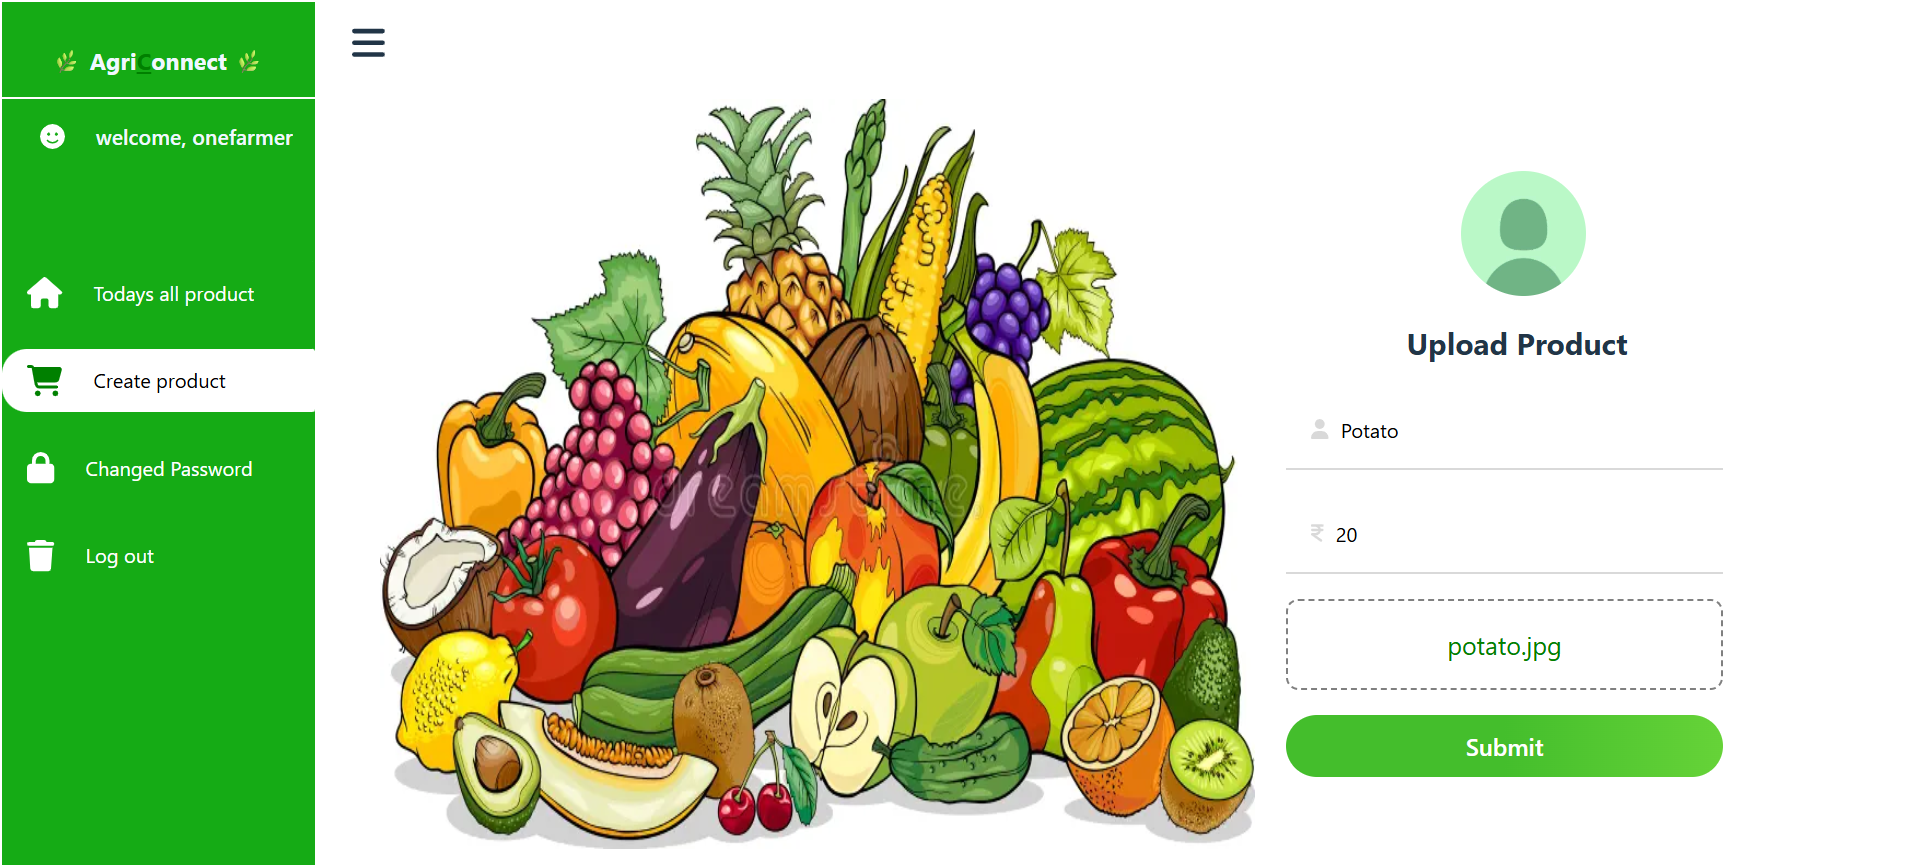 AgriConnect
welcome, onefarmer
Todays all product
Create product
Changed Password
Log out
dreamstime
Upload Product
Potato
₹ 20
potato.jpg
Submit